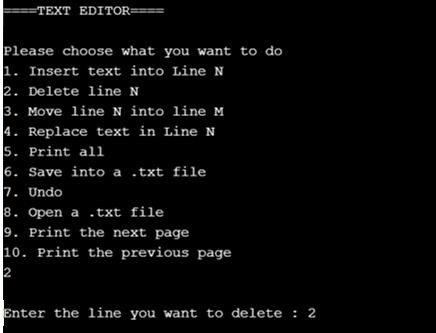 ====TEXT EDITOR====
Please choose what you want to do
1. Insert text into Line N
2. Delete line N
3. Move line N into line M
4. Replace text in Line N
5. Print all
6. Save into a .txt file
7. Undo
8. Open a .txt file
9. Print the next page
10. Print the previous page
2
Enter the line you want to delete : 2